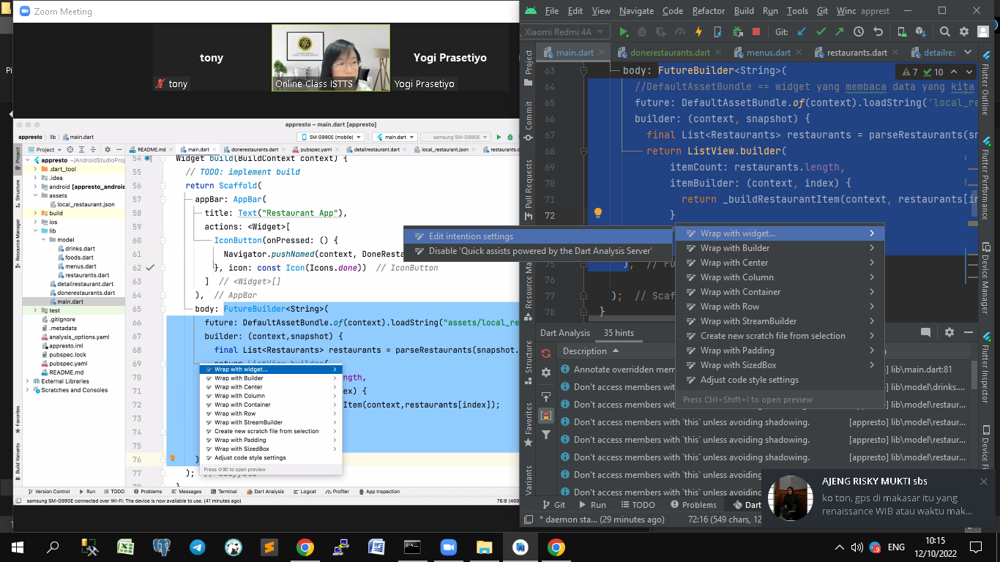 Zoom Meeting
tony
tony
Online Class ISTTS
Yogi Prasetiyo
Yogi Prasetiyo
appresto – main.dart [appresto]
appresto
lib
main.dart
SM G990E (mobile)
main.dart
samsung SM-G990E
Project
README.md
main.dart
donerestaurants.dart
pubspec.yaml
detailrestaurant.dart
local_restaurant.json
restaurants.d
Project
Structure
Resource Manager
Favorites
Build Variants
appresto ~/AndroidStudioProj
.dart_tool
.idea
android [appresto_android
assets
local_restaurant.json
build
ios
lib
model
drinks.dart
foods.dart
menus.dart
restaurants.dart
detailrestaurant.dart
donerestaurants.dart
main.dart
test
.gitignore
.metadata
analysis_options.yaml
appresto.iml
pubspec.lock
pubspec.yaml
README.md
External Libraries
Scratches and Consoles
54 Widget build(BuildContext context) {
55 // TODO: implement build
56 return Scaffold(
57 appBar: AppBar(
58 title: Text("Restaurant App"),
59 actions: <Widget>[
60 IconButton(onPressed: () {
61 Navigator.pushNamed(context, DoneRest
62 }, icon: const Icon(Icons.done)) // IconButton
63 ] // <Widget>[]
64 ), // AppBar
65 body: FutureBuilder<String>(
66 future: DefaultAssetBundle.of(context).loadString("assets/local_re
67 builder: (context,snapshot) {
68 final List<Restaurants> restaurants = parseRestaurants(snapshot.
69 return ListView.builder(
70 ngth,
71 ex) {
72 Item(context,restaurants[index]);
73
74
75
76 )
77 ); // Scaffold
78 }
Wrap with widget...
Wrap with Builder
Wrap with Center
Wrap with Column
Wrap with Container
Wrap with Row
Wrap with StreamBuilder
Create new scratch file from selection
Wrap with Padding
Wrap with SizedBox
Adjust code style settings
Press ⇧⌘I to open preview
Version Control
Run
TODO
Problems
Messages
Terminal
Dart Analysis
Logcat
Profiler
App Inspection
samsung SM-G990E connected over Wi-Fi: The device is now available to use. (41 minutes ago)
76:8 (469
File Edit View Navigate Code Refactor Build Run Tools Git Winc apprest
Xiaomi Redmi 4A
Git:
main.dart
donerestaurants.dart
menus.dart
restaurants.dart
detailres
Project
Commit
Pull Requests
Resource Ma
Structure
Favorites
Variants
7 10
63 body: FutureBuilder<String>(
64 //DefaultAssetBundle == widget yang membaca data yang kita
65 future: DefaultAssetBundle.of(context).loadString('local_re
66 builder: (context, snapshot) {
67 final List<Restaurants> restaurants = parseRestaurants(sn
68 return ListView.builder(
69 itemCount: restaurants.length,
70 itemBuilder: (context, index) {
71 return _buildRestaurantItem(context, restaurants[in
72 }
), // Fu
76
77 ); // Scaf
78 }
Edit intention settings
Disable 'Quick assists powered by the Dart Analysis Server'
Wrap with widget...
Wrap with Builder
Wrap with Center
Wrap with Column
Wrap with Container
Wrap with Row
Wrap with StreamBuilder
Create new scratch file from selection
Wrap with Padding
Wrap with SizedBox
Adjust code style settings
Press Ctrl+Shift+I to open preview
Flutter Outline
Flutter Performance
Device Manager
Flutter Inspector
Device Fil
Dart Analysis
35 hints
Description
Annotate overridden mem
] lib\main.dart:81
Don't access members with
] lib\model\drinks....
Don't access members with
] lib\model\restaur...
Don't access members with `this` unless avoiding shadowing.
[appresto] lib\model\restaur...
Don't access members with `this` unless avoiding shadowing.
[appresto] lib\model\restaur...
Don't access members with `this` unless avoiding shadowing.
[appresto] lib\model\restaur...
Don't access members with `this` unless avoiding
Don't access members with `this` unless avoiding
Git
Run
TODO
Problems
Dart
* daemon sta... (29 minutes ago)
72:16 (549 chars, 12
AJENG RISKY MUKTI sbs
ko ton, gps di makasar itu yang
renaissance WIB atau waktu mak...
1.9
ENG
10:15
12/10/2022